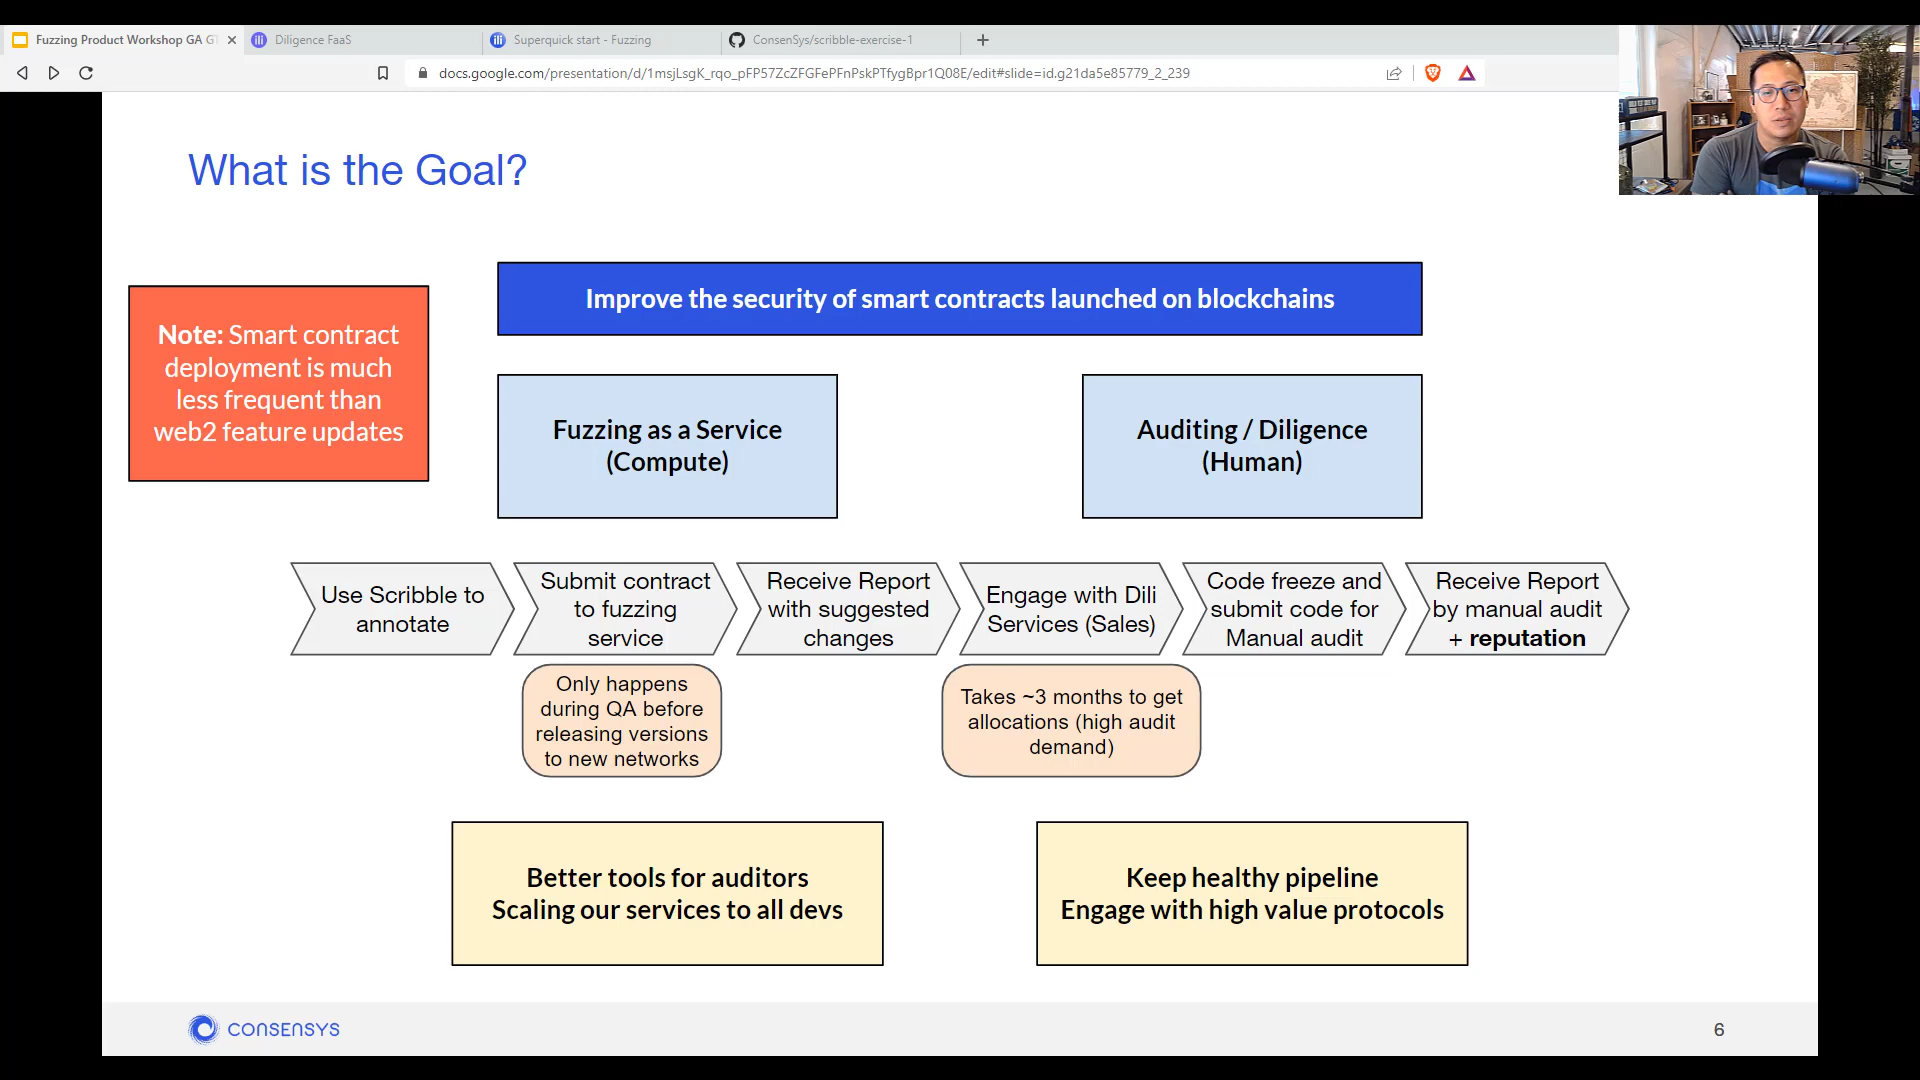 Fuzzing Product Workshop GA G
Diligence FaaS
Superquick start - Fuzzing
ConsenSys/scribble-exercise-1
docs.google.com/presentation/d/1msjLsgK_rqo_pFP57ZcZFGFePFnPskPTfygBpr1Q08E/edit#slide=id.g21da5e85779_2_239
What is the Goal?
Note: Smart contract
deployment is much
less frequent than
web2 feature updates
Improve the security of smart contracts launched on blockchains
Fuzzing as a Service
(Compute)
Auditing / Diligence
(Human)
Use Scribble to
annotate
Submit contract
to fuzzing
service
Receive Report
with suggested
changes
Engage with Dili
Services (Sales)
Code freeze and
submit code for
Manual audit
Receive Report
by manual audit
+ reputation
Only happens
during QA before
releasing versions
to new networks
Takes ~3 months to get
allocations (high audit
demand)
Better tools for auditors
Scaling our services to all devs
Keep healthy pipeline
Engage with high value protocols
CONSENSYS
6